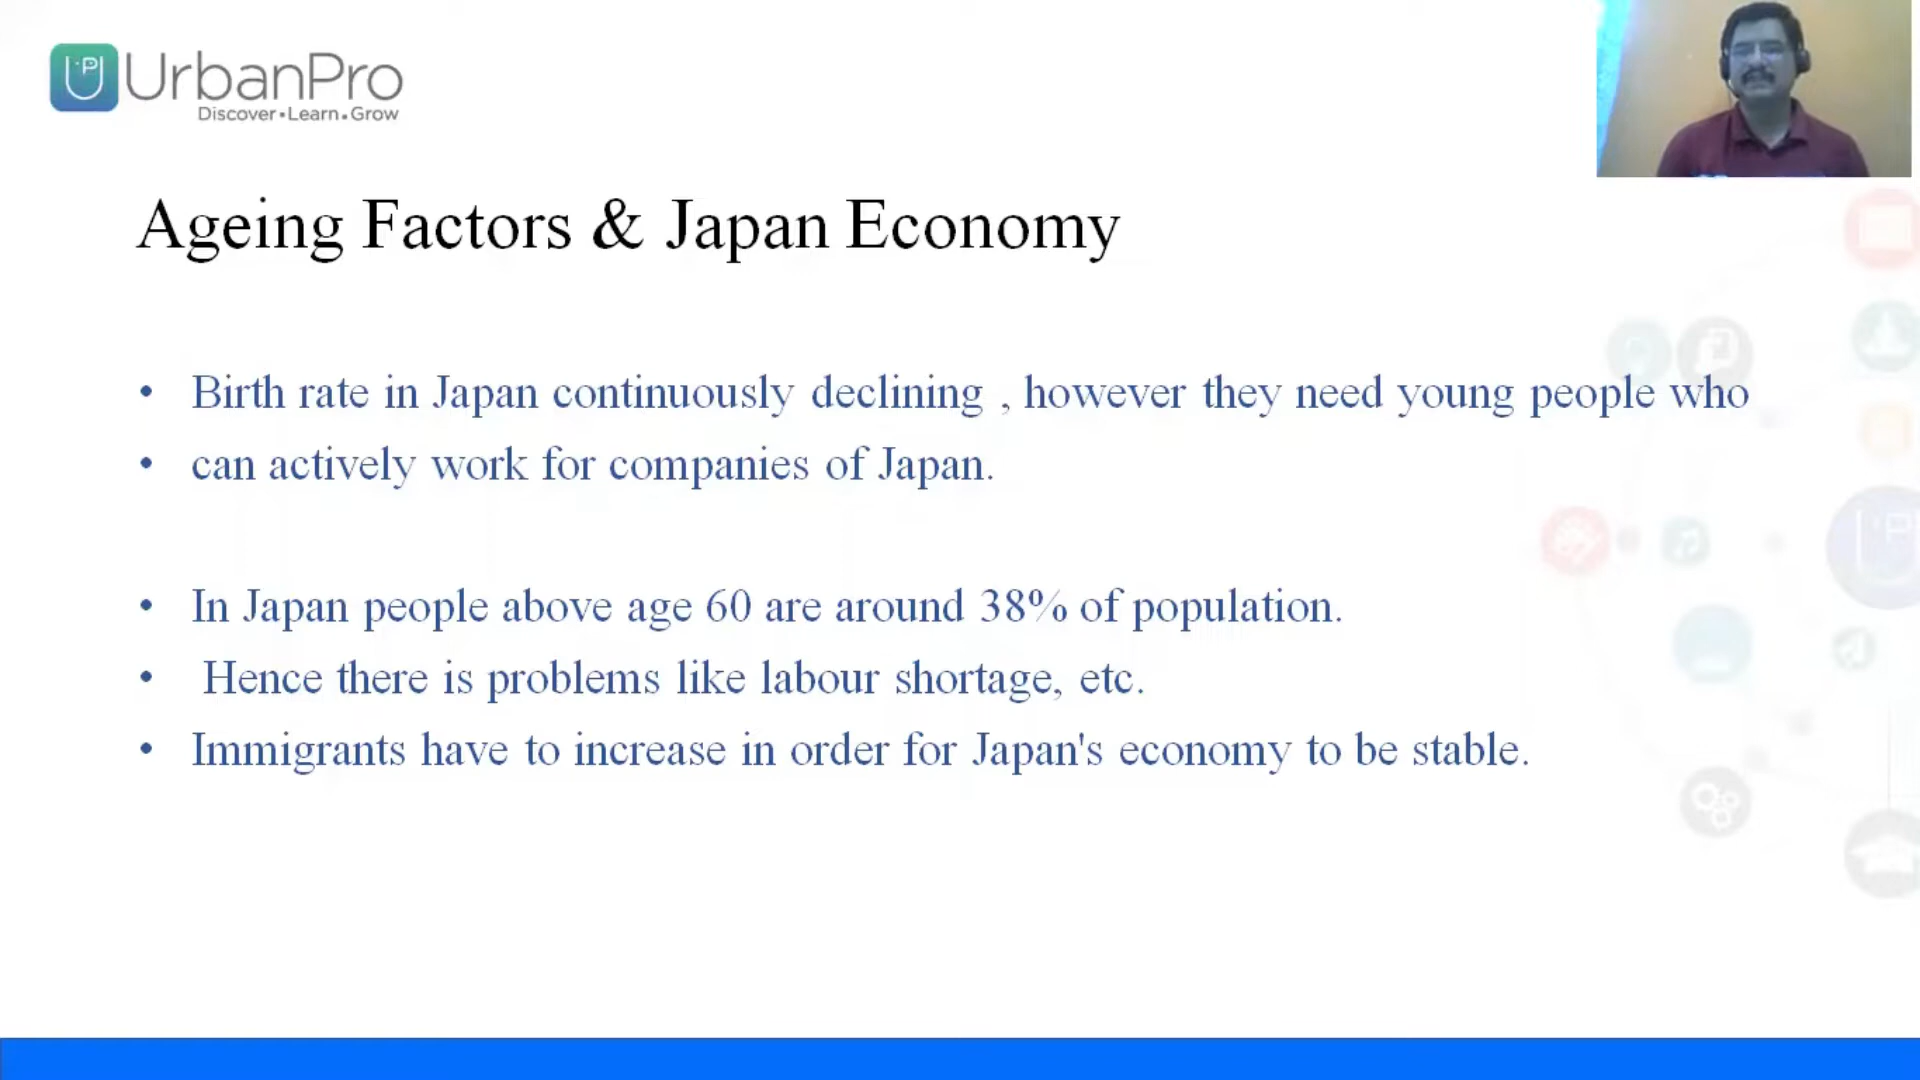 UrbanPro
Discover • Learn • Grow
Ageing Factors & Japan Economy
• Birth rate in Japan continuously declining , however they need young people who
• can actively work for companies of Japan.
• In Japan people above age 60 are around 38% of population.
• Hence there is problems like labour shortage, etc.
• Immigrants have to increase in order for Japan's economy to be stable.